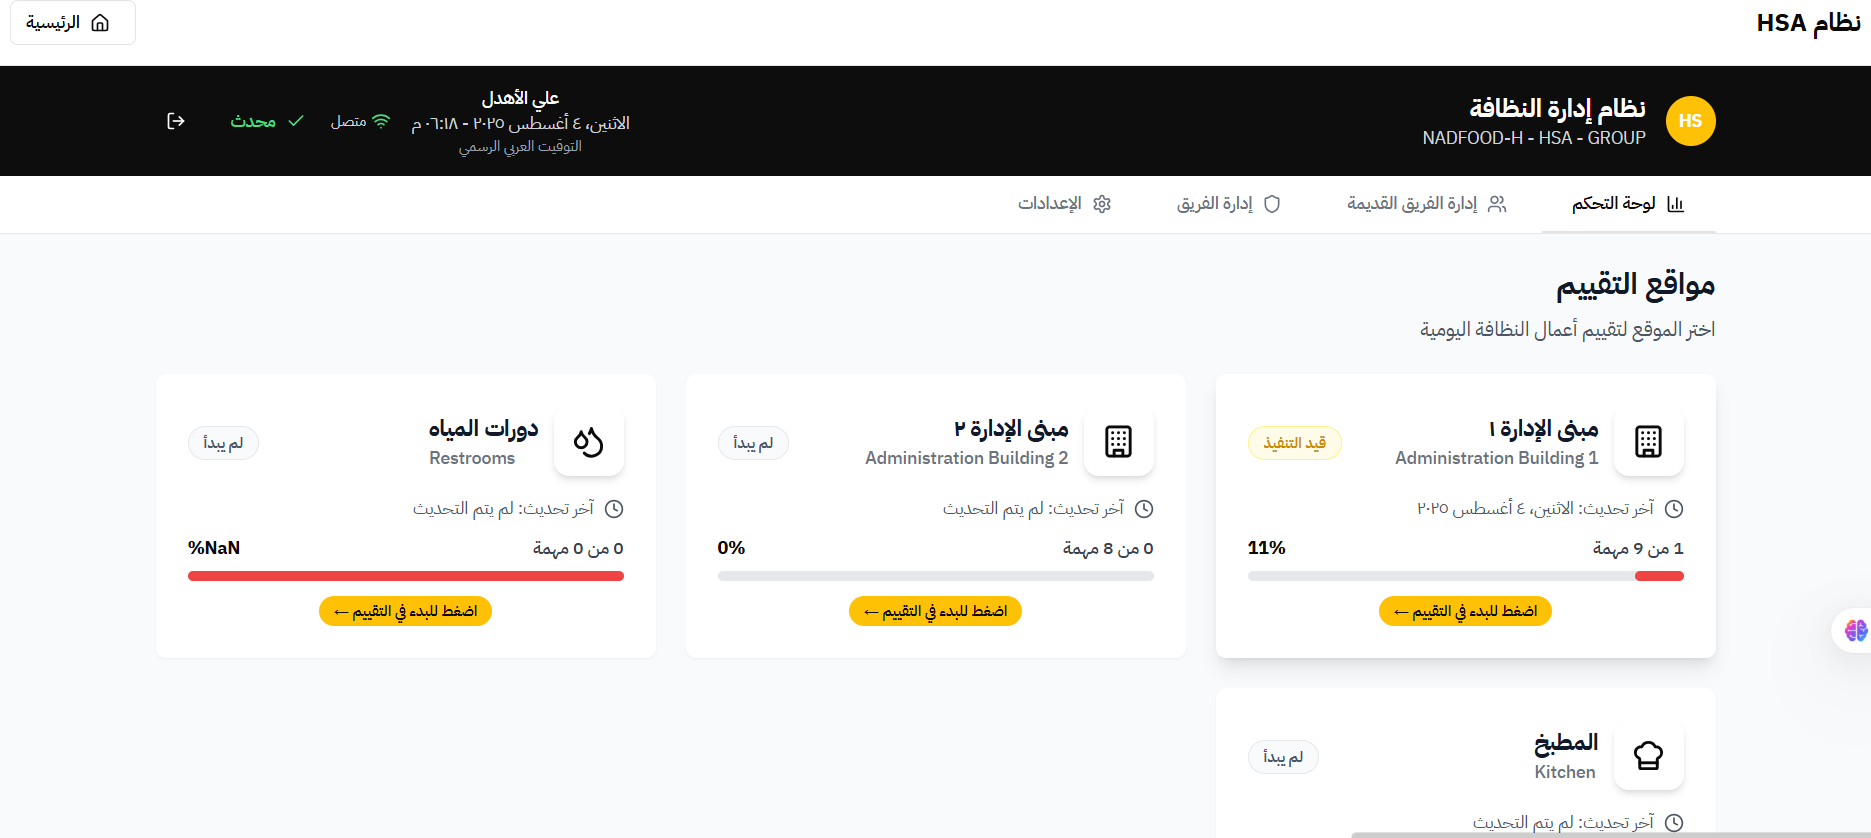 نظام HSA
الرئيسية
HS
نظام إدارة النظافة
NADFOOD-H - HSA - GROUP
علي الأهدل
الاثنين، ٤ أغسطس ٢٠٢٥ - ٠٦:١٨ م
التوقيت العربي الرسمي
متصل
محدث
لوحة التحكم
إدارة الفريق القديمة
إدارة الفريق
الإعدادات
مواقع التقييم
اختر الموقع لتقييم أعمال النظافة اليومية
مبنى الإدارة ١
Administration Building 1
قيد التنفيذ
آخر تحديث: الاثنين، ٤ أغسطس ٢٠٢٥
1 من 9 مهمة
11%
اضغط للبدء في التقييم ←
مبنى الإدارة ٢
Administration Building 2
لم يبدأ
آخر تحديث: لم يتم التحديث
0 من 8 مهمة
0%
اضغط للبدء في التقييم ←
دورات المياه
Restrooms
لم يبدأ
آخر تحديث: لم يتم التحديث
0 من 0 مهمة
%NaN
اضغط للبدء في التقييم ←
المطبخ
Kitchen
لم يبدأ
آخر تحديث: لم يتم التحديث